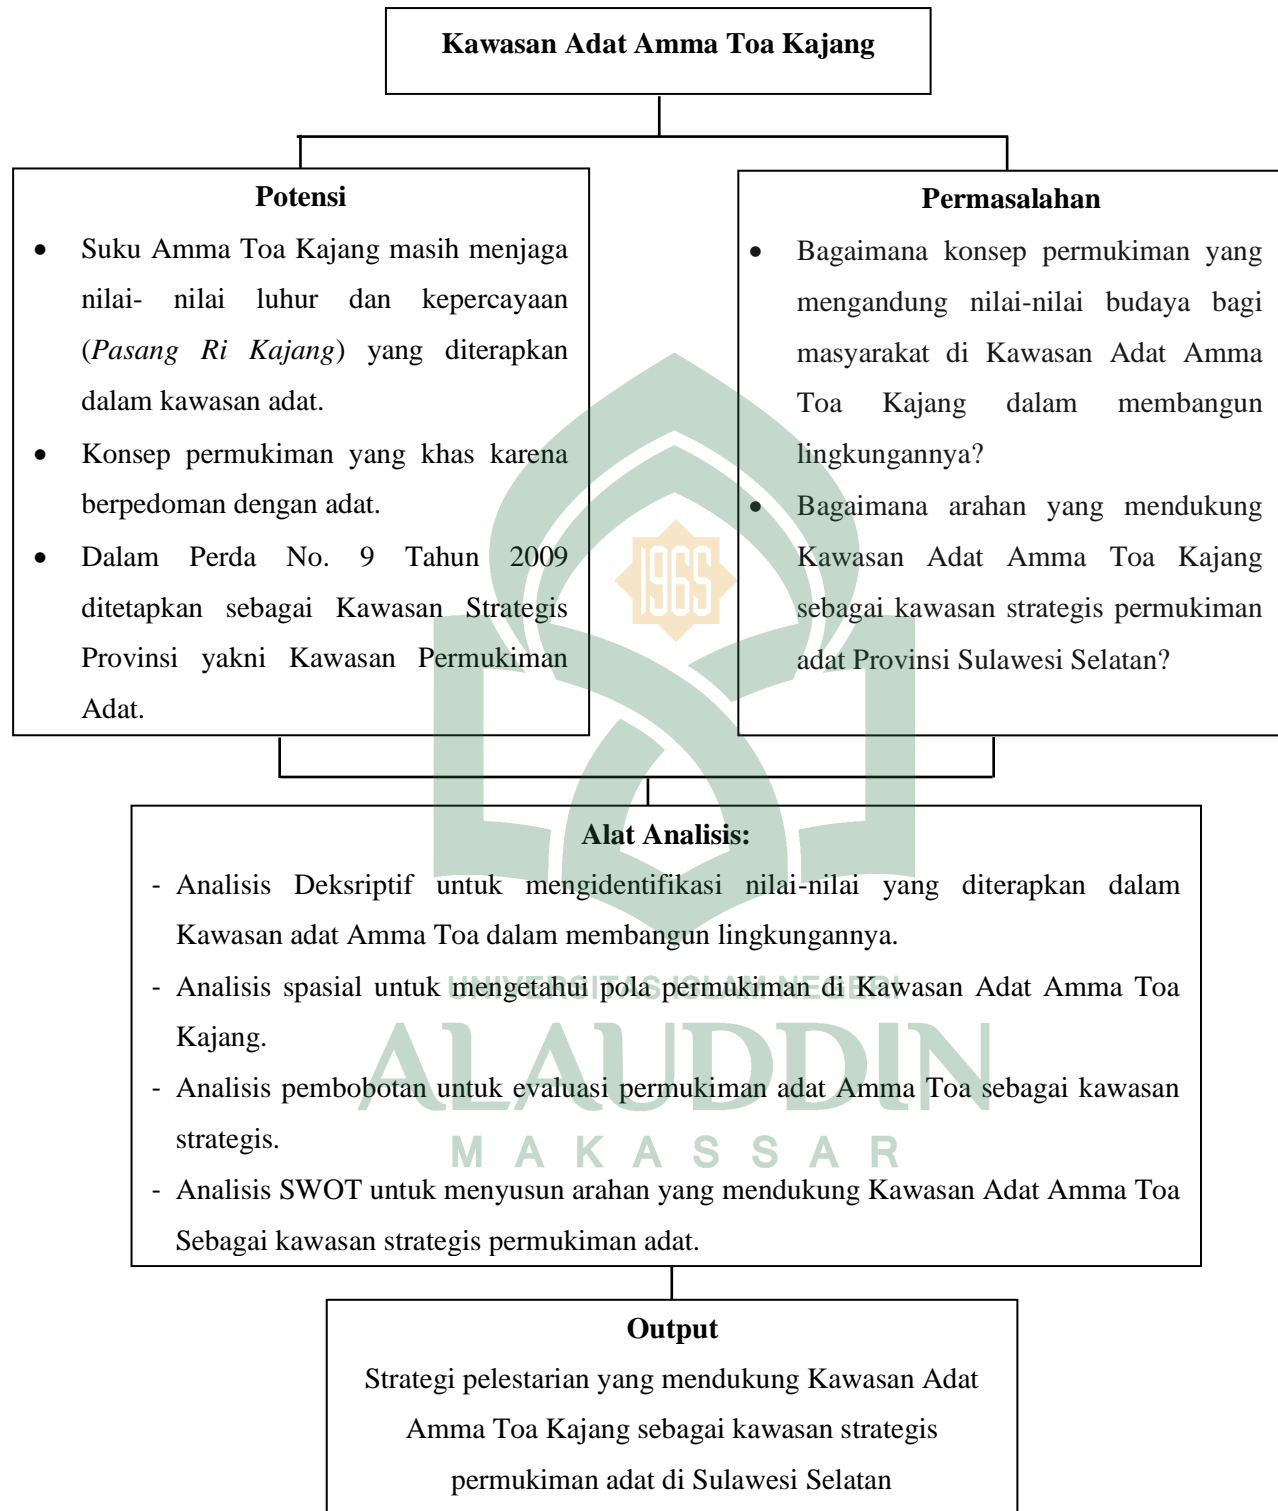 Kawasan Adat Amma Toa Kajang
Potensi
• Suku Amma Toa Kajang masih menjaga
nilai- nilai luhur dan kepercayaan
(Pasang Ri Kajang) yang diterapkan
dalam kawasan adat.
• Konsep permukiman yang khas karena
berpedoman dengan adat.
• Dalam Perda No. 9 Tahun 2009
ditetapkan sebagai Kawasan Strategis
Provinsi yakni Kawasan Permukiman
Adat.
Permasalahan
• Bagaimana konsep permukiman yang
mengandung nilai-nilai budaya bagi
masyarakat di Kawasan Adat Amma
Toa Kajang dalam membangun
lingkungannya?
• Bagaimana arahan yang mendukung
Kawasan Adat Amma Toa Kajang
sebagai kawasan strategis permukiman
adat Provinsi Sulawesi Selatan?
1965
Alat Analisis:
- Analisis Deksriptif untuk mengidentifikasi nilai-nilai yang diterapkan dalam
Kawasan adat Amma Toa dalam membangun lingkungannya.
- Analisis spasial untuk mengetahui pola permukiman di Kawasan Adat Amma Toa
Kajang.
- Analisis pembobotan untuk evaluasi permukiman adat Amma Toa sebagai kawasan
strategis.
- Analisis SWOT untuk menyusun arahan yang mendukung Kawasan Adat Amma Toa
Sebagai kawasan strategis permukiman adat.
UNIVERSITAS ISLAM NEGERI
ALAUDDIN
MAKASSAR
Output
Strategi pelestarian yang mendukung Kawasan Adat
Amma Toa Kajang sebagai kawasan strategis
permukiman adat di Sulawesi Selatan